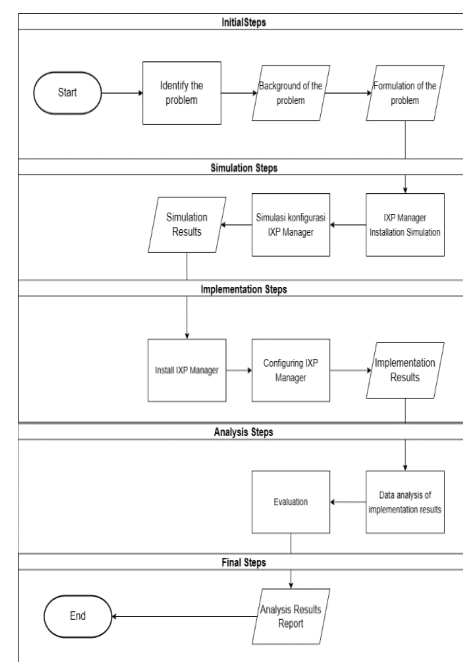 InitialSteps
Start
Identify the
problem
Background of the
problem
Formulation of the
problem
Simulation Steps
Simulation
Results
Simulasi konfigurasi
IXP Manager
IXP Manager
Installation Simulation
Implementation Steps
Install IXP Manager
Configuring IXP
Manager
Implementation
Results
Analysis Steps
Evaluation
Data analysis of
implementation results
Final Steps
End
Analysis Results
Report